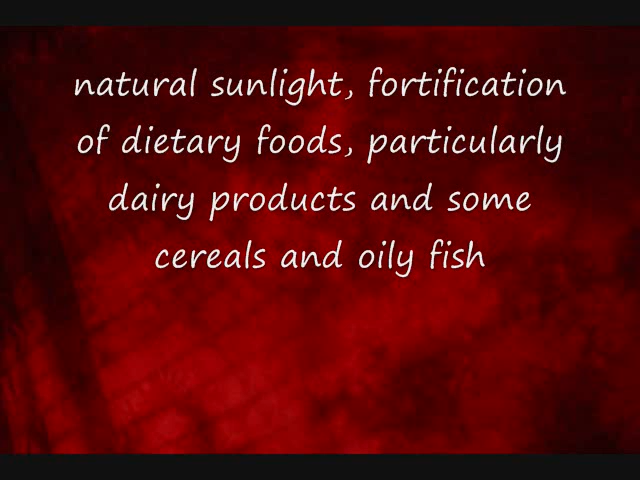 natural sunlight, fortification
of dietary foods, particularly
dairy products and some
cereals and oily fish